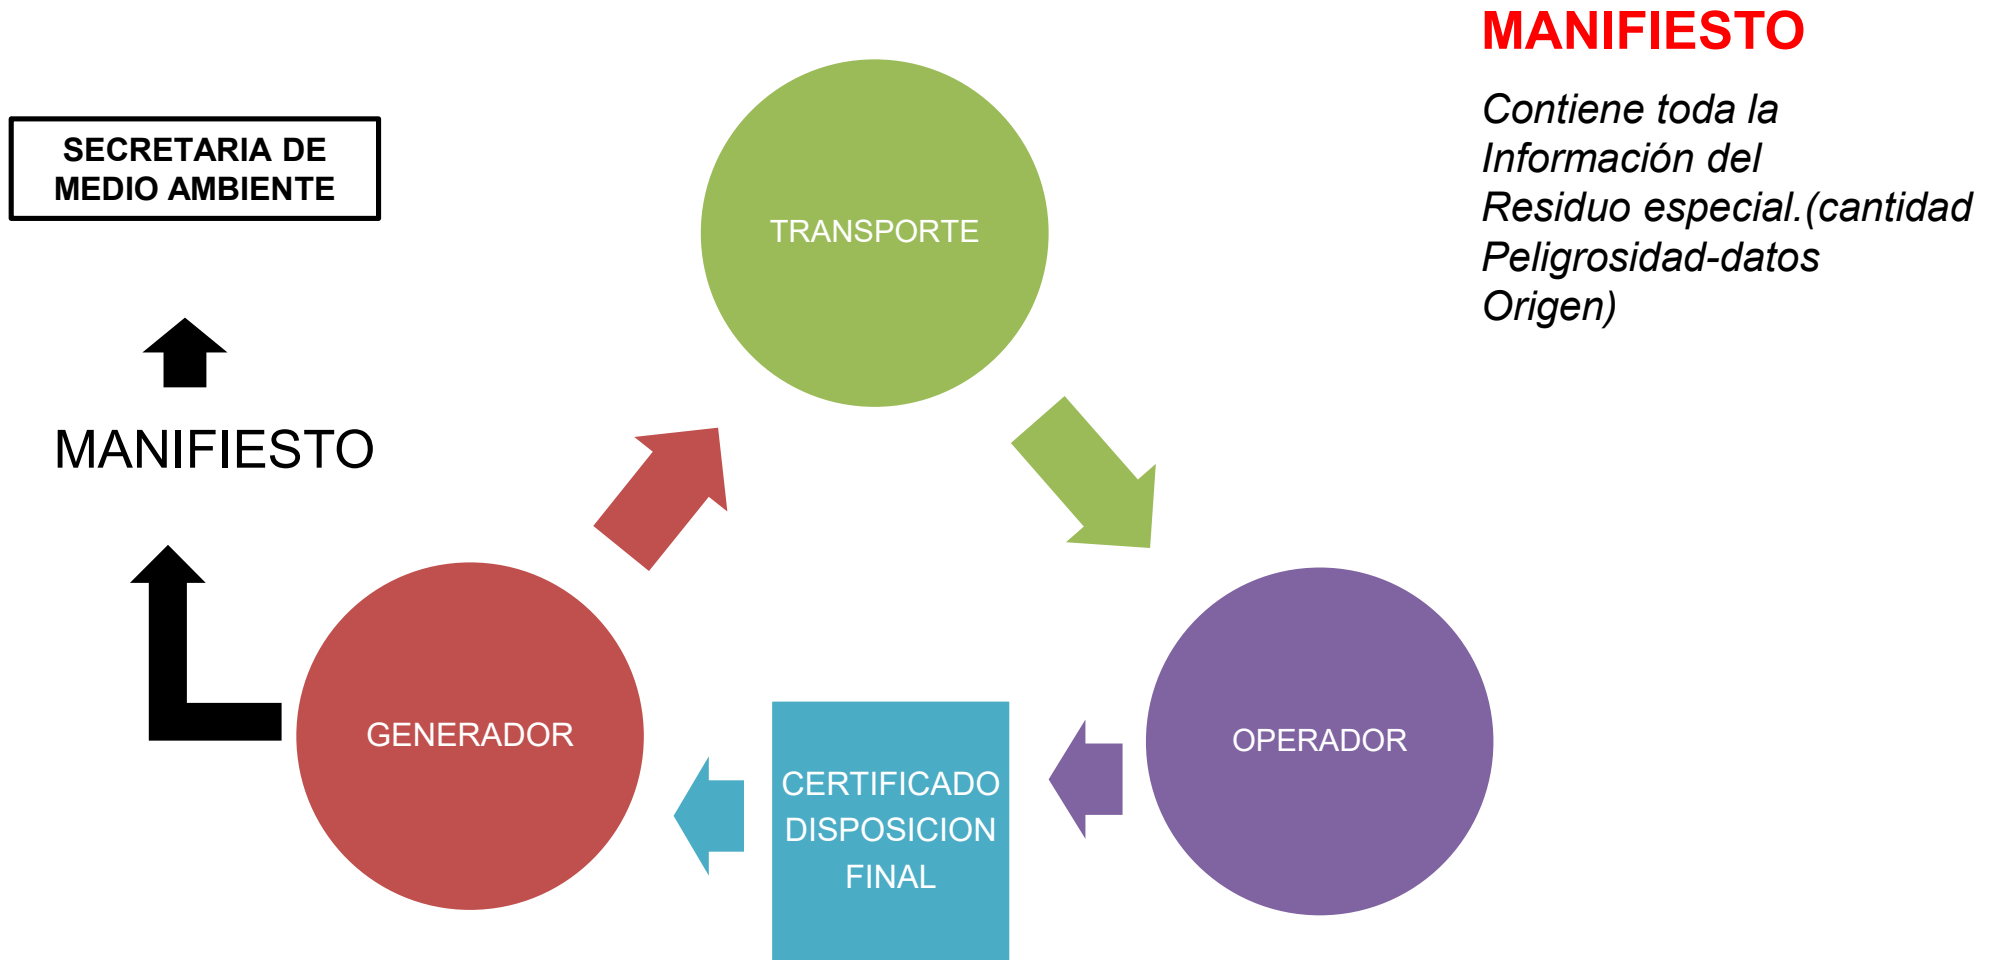 MANIFIESTO
Contiene toda la
Información del
Residuo especial.(cantidad
Peligrosidad-datos
Origen)
SECRETARIA DE
MEDIO AMBIENTE
TRANSPORTE
MANIFIESTO
GENERADOR
OPERADOR
CERTIFICADO
DISPOSICION
FINAL